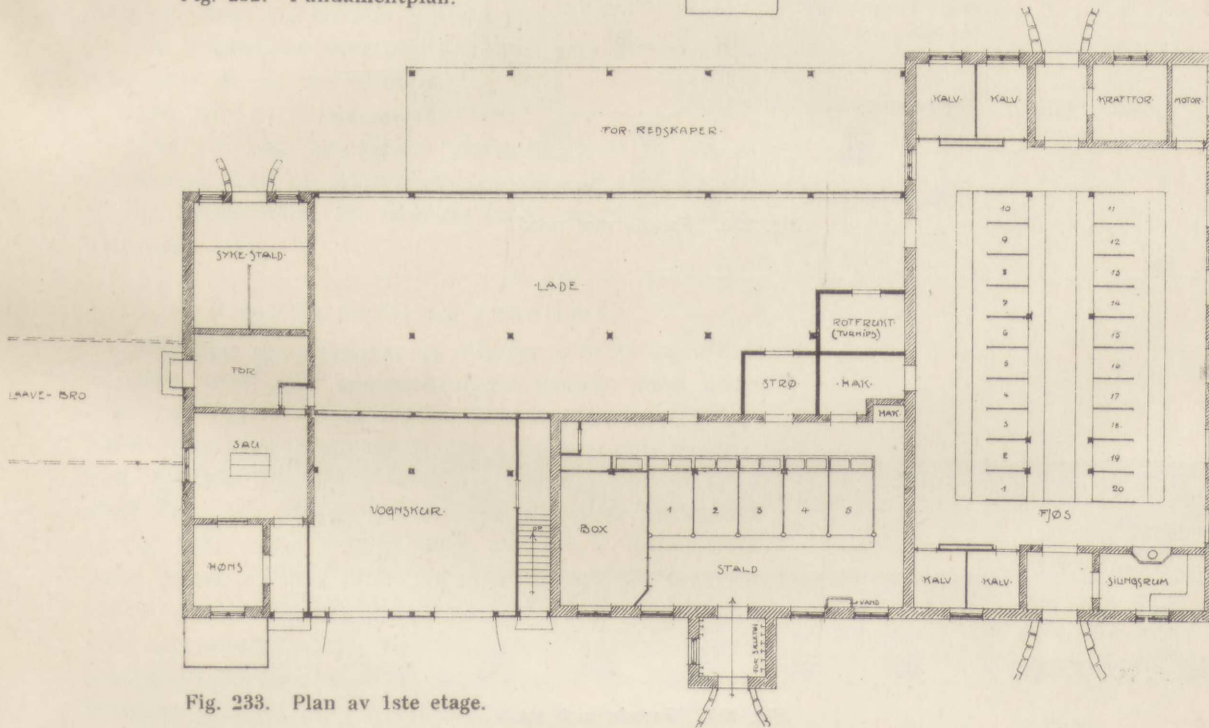 Fig. 232. Fundamentplan.
KALV·
KALV·
KRAFTFOR·
MOTOR·
FOR· REDSKAPER·
SYKE·STALD·
·LADE·
ROTFRUKT·
(TURNIPS)
·FOR·
STRØ
·HAK·
HAK
LAAVE- BRO
SAU
VOGNSKUR·
OP
HØNS
BOX
1
2
3
4
5
STALD
VAND
FOR SÆLETØI
10
9
8
7
6
5
4
3
2
1
11
12
13
14
15
16
17
18
19
20
FJØS
KALV
KALV·
SILINGSRUM
Fig. 233. Plan av 1ste etage.